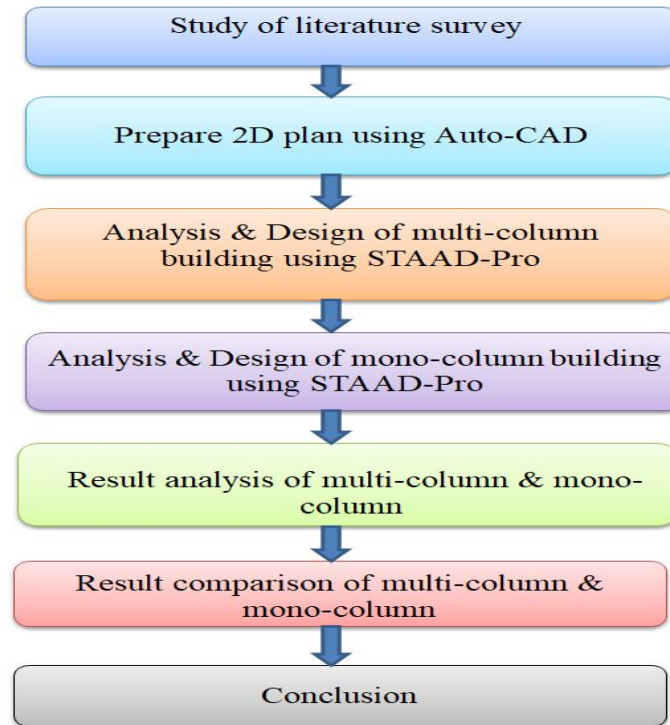 Study of literature survey
Prepare 2D plan using Auto-CAD
Analysis & Design of multi-column
building using STAAD-Pro
Analysis & Design of mono-column building
using STAAD-Pro
Result analysis of multi-column & mono-
column
Result comparison of multi-column &
mono-column
Conclusion